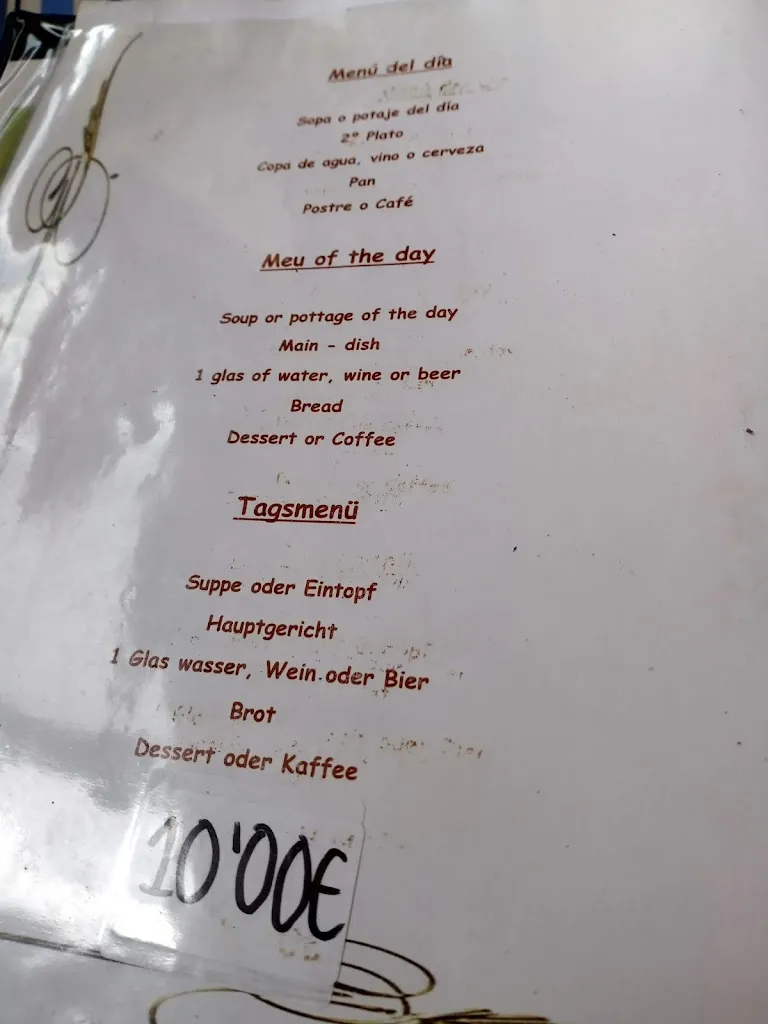 Menú del día
Sopa o potaje del día
2º Plato
Copa de agua, vino o cerveza
Pan
Postre o Café
Meu of the day
Soup or pottage of the day
Main - dish
1 glas of water, wine or beer
Bread
Dessert or Coffee
Tagsmenü
Suppe oder Eintopf
Hauptgericht
1 Glas wasser, Wein oder Bier
Brot
Dessert oder Kaffee
10'00€